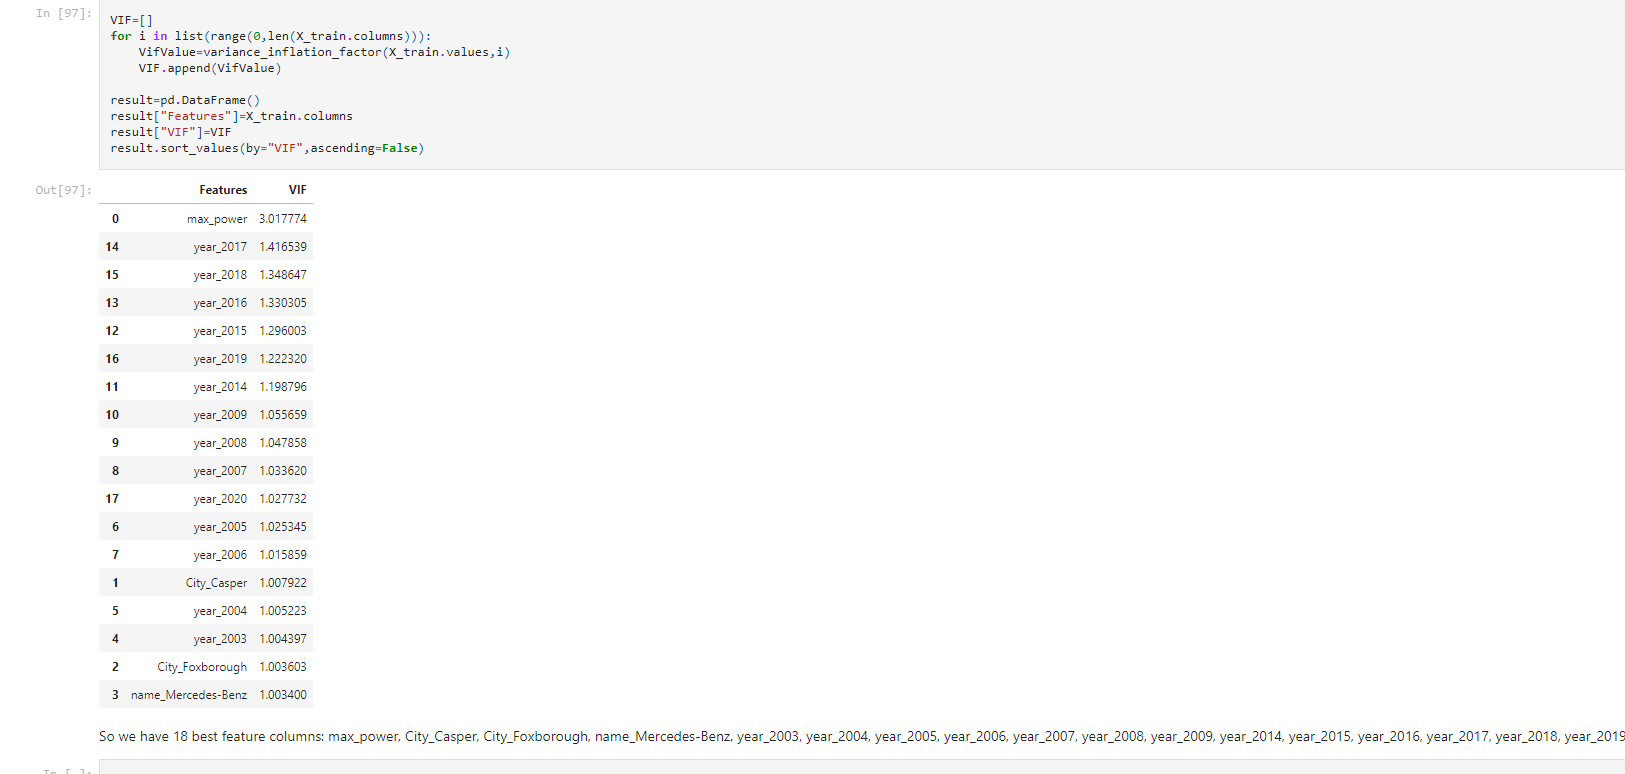 In [97]:
VIF=[]
for i in list(range(0,len(X_train.columns))):
    VifValue=variance_inflation_factor(X_train.values,i)
    VIF.append(VifValue)
result=pd.DataFrame()
result["Features"]=X_train.columns
result["VIF"]=VIF
result.sort_values(by="VIF",ascending=False)
Out[97]:
Features VIF
0 max_power 3.017774
14 year_2017 1.416539
15 year_2018 1.348647
13 year_2016 1.330305
12 year_2015 1.296003
16 year_2019 1.222320
11 year_2014 1.198796
10 year_2009 1.055659
9 year_2008 1.047858
8 year_2007 1.033620
17 year_2020 1.027732
6 year_2005 1.025345
7 year_2006 1.015859
1 City_Casper 1.007922
5 year_2004 1.005223
4 year_2003 1.004397
2 City_Foxborough 1.003603
3 name_Mercedes-Benz 1.003400
So we have 18 best feature columns: max_power, City_Casper, City_Foxborough, name_Mercedes-Benz, year_2003, year_2004, year_2005, year_2006, year_2007, year_2008, year_2009, year_2014, year_2015, year_2016, year_2017, year_2018, year_2019
In [ ]: